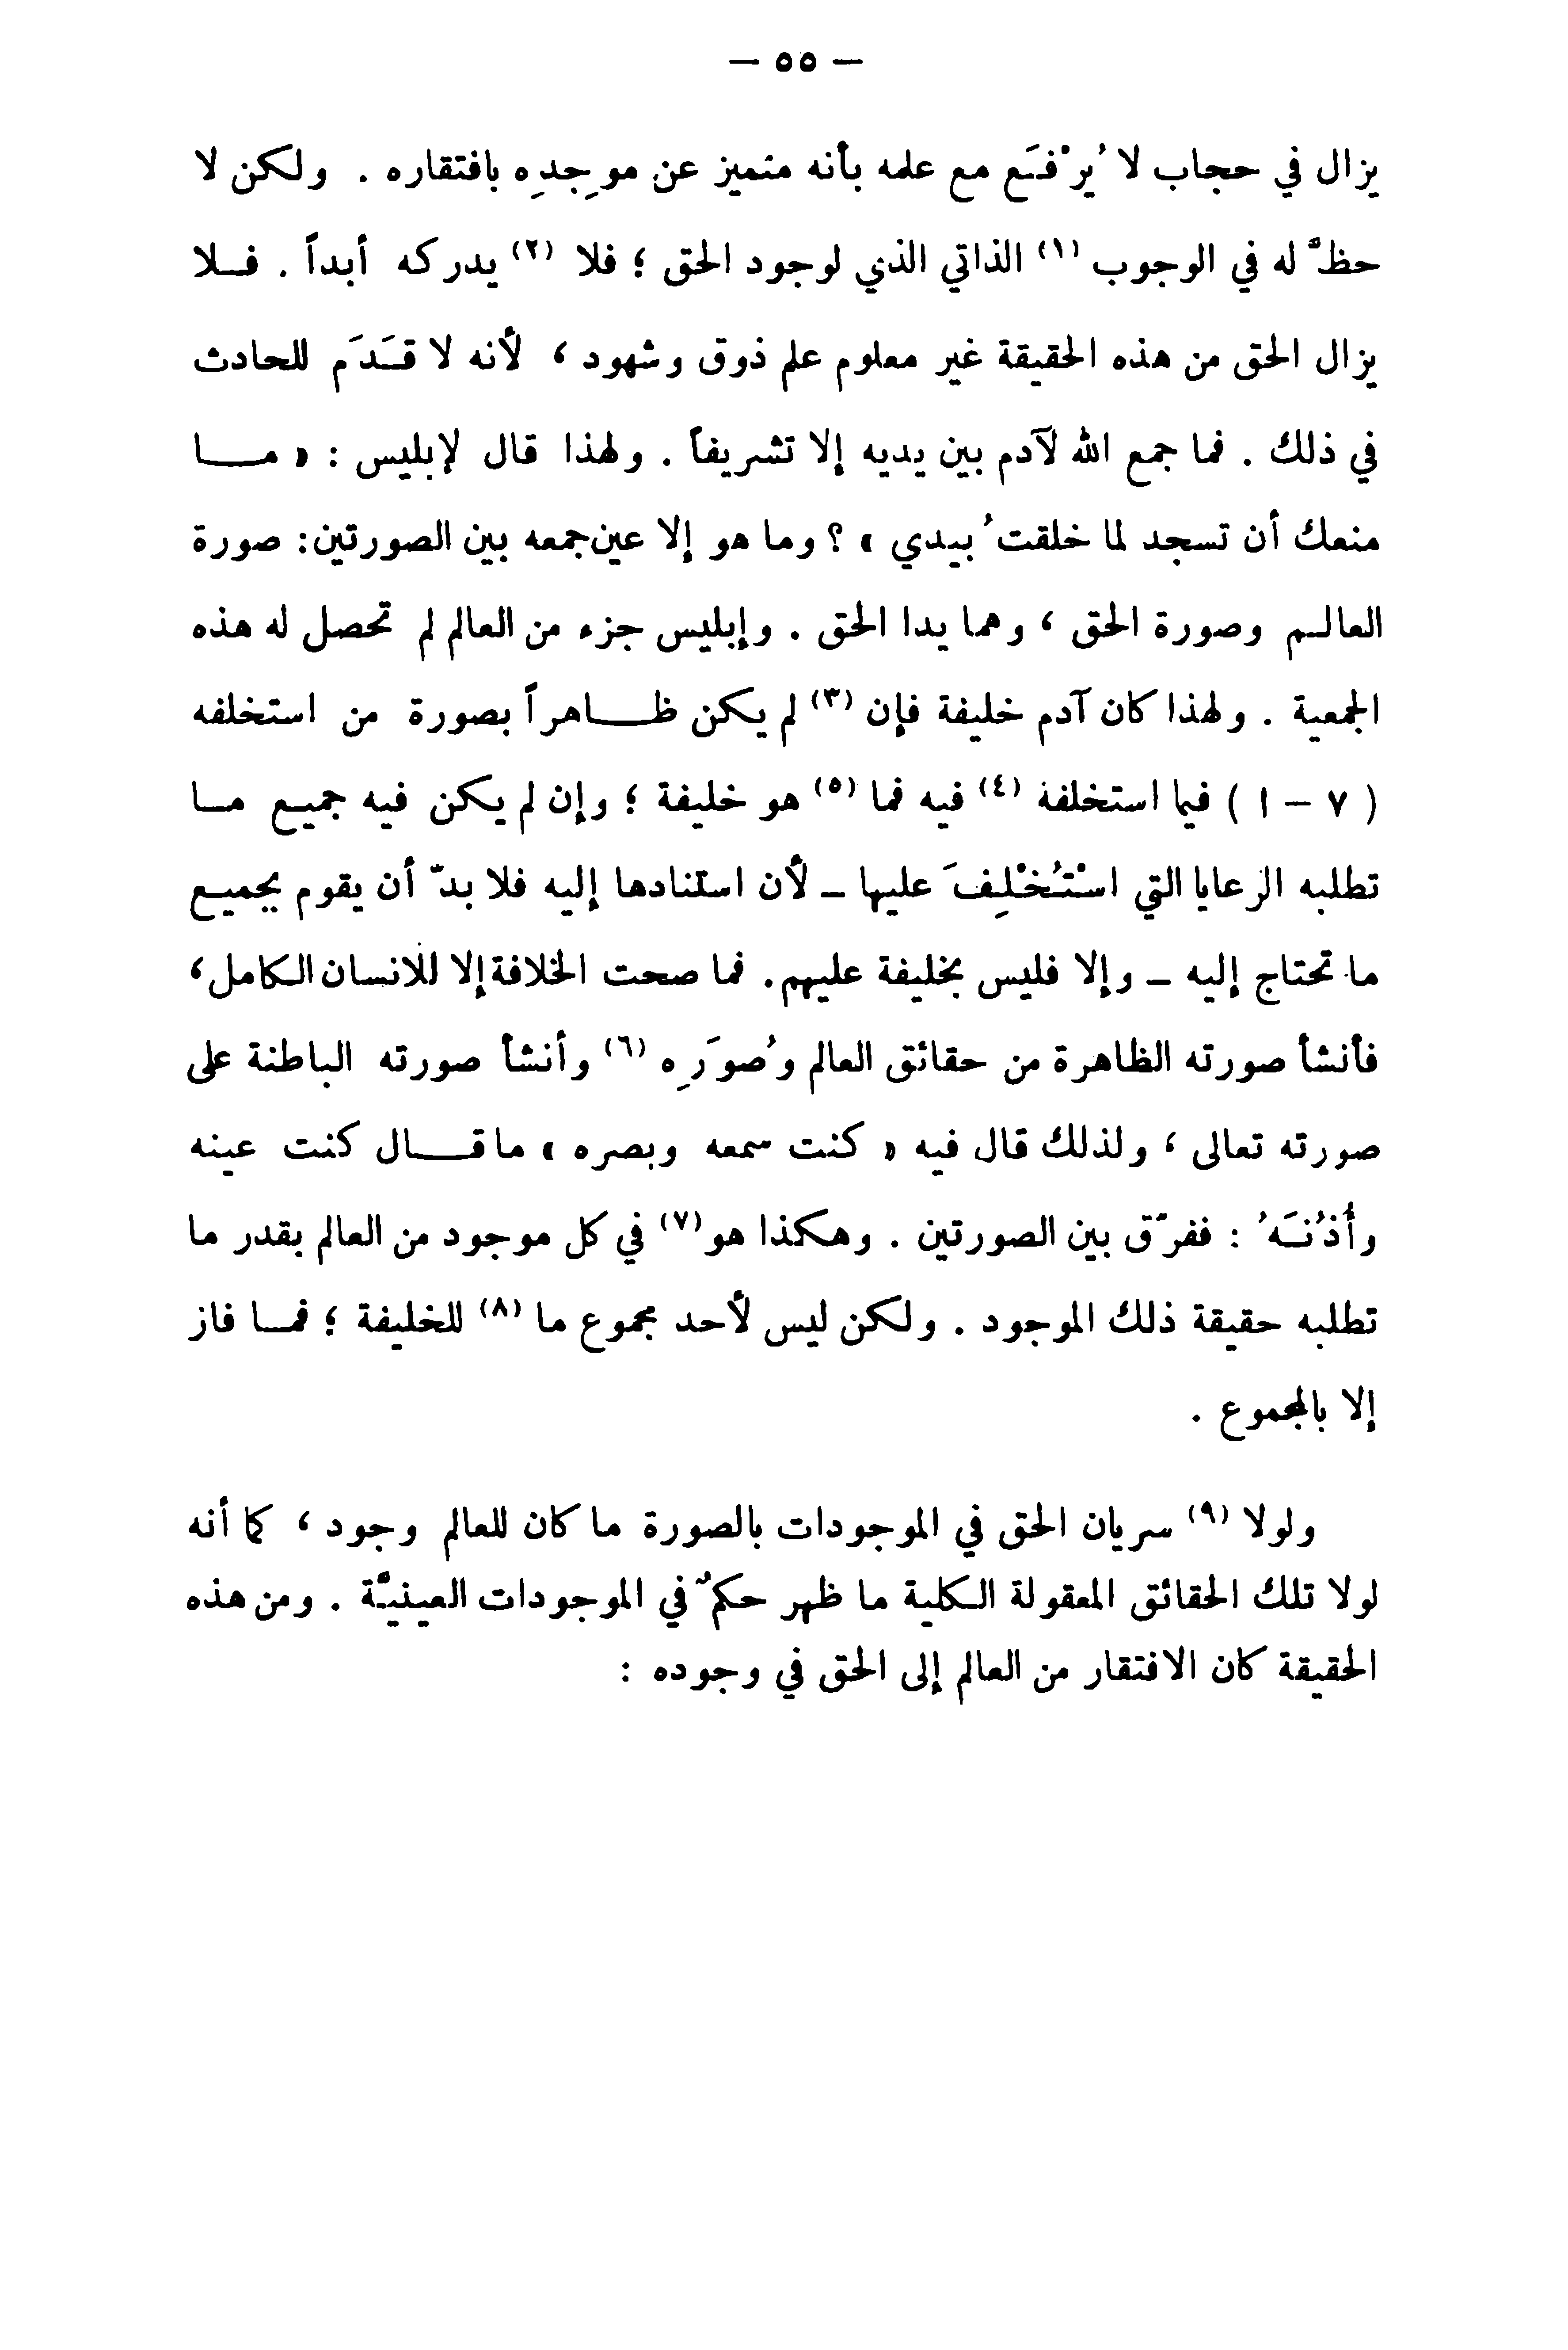 — ٥٥ —
يزال في حجاب لا يُرْفَع مع علمه بأنه متميز عن موجِدِه بافتقاره . ولكن لا
حظَّ له في الوجوب (١) الذاتي الذي لوجود الحق ؛ فلا (٢) يدركه أبداً . فلا
يزال الحق من هذه الحقيقة غير معلوم علم ذوق وشهود ، لأنه لا قَدَم للحادث
في ذلك . فما جمع الله لآدم بين يديه إلا تشريفاً . ولهذا قال لإبليس : « ما
منعك أن تسجد لما خلقتُ بيدي » ؟ وما هو إلا عين جمعه بين الصورتين: صورة
العالم وصورة الحق ، وهما يدا الحق . وإبليس جزء من العالم لم تحصل له هذه
الجمعية . ولهذا كان آدم خليفة فإن (٣) لم يكن ظاهراً بصورة من استخلفه
( ٧ – ا ) فيما استخلفه (٤) فيه فما (٥) هو خليفة ؛ وإن لم يكن فيه جميع ما
تطلبه الرعايا التي اسْتُخْلِفَ عليها – لأن استنادها إليه فلا بدّ أن يقوم بجميع
ما تحتاج إليه – وإلا فليس بخليفة عليهم. فما صحت الخلافة إلا للانسان الكامل،
فأنشأ صورته الظاهرة من حقائق العالم وصُوَرِه (٦) وأنشأ صورته الباطنة على
صورته تعالى ، ولذلك قال فيه « كنت سمعه وبصره » ما قال كنت عينه
وأُذُنَهُ : ففرّق بين الصورتين . وهكذا هو (٧) في كل موجود من العالم بقدر ما
تطلبه حقيقة ذلك الموجود . ولكن ليس لأحد مجموع ما (٨) للخليفة ؛ فما فاز
إلا بالمجموع .
ولولا (٩) سريان الحق في الموجودات بالصورة ما كان للعالم وجود ، كما أنه
لولا تلك الحقائق المعقولة الكلية ما ظهر حكمٌ في الموجودات العينيَّة . ومن هذه
الحقيقة كان الافتقار من العالم إلى الحق في وجوده :